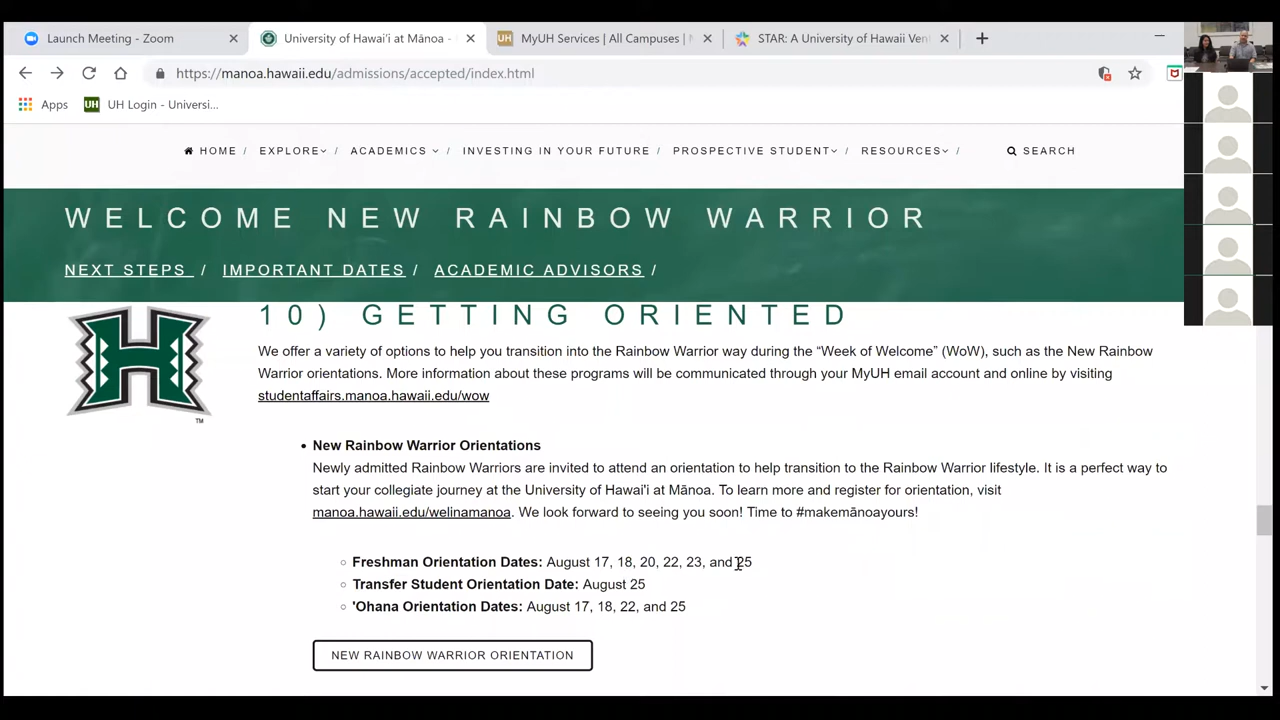 Launch Meeting - Zoom
University of Hawai'i at Mānoa -
MyUH Services | All Campuses |
STAR: A University of Hawaii Ven
https://manoa.hawaii.edu/admissions/accepted/index.html
Apps
UH
UH Login - Universi...
HOME / EXPLORE / ACADEMICS / INVESTING IN YOUR FUTURE / PROSPECTIVE STUDENT / RESOURCES / SEARCH
WELCOME NEW RAINBOW WARRIOR
NEXT STEPS / IMPORTANT DATES / ACADEMIC ADVISORS /
H
TM
10) GETTING ORIENTED
We offer a variety of options to help you transition into the Rainbow Warrior way during the “Week of Welcome” (WoW), such as the New Rainbow
Warrior orientations. More information about these programs will be communicated through your MyUH email account and online by visiting
studentaffairs.manoa.hawaii.edu/wow
• New Rainbow Warrior Orientations
Newly admitted Rainbow Warriors are invited to attend an orientation to help transition to the Rainbow Warrior lifestyle. It is a perfect way to
start your collegiate journey at the University of Hawai'i at Mānoa. To learn more and register for orientation, visit
manoa.hawaii.edu/welinamanoa. We look forward to seeing you soon! Time to #makemānoayours!
Freshman Orientation Dates: August 17, 18, 20, 22, 23, and 25
Transfer Student Orientation Date: August 25
'Ohana Orientation Dates: August 17, 18, 22, and 25
NEW RAINBOW WARRIOR ORIENTATION